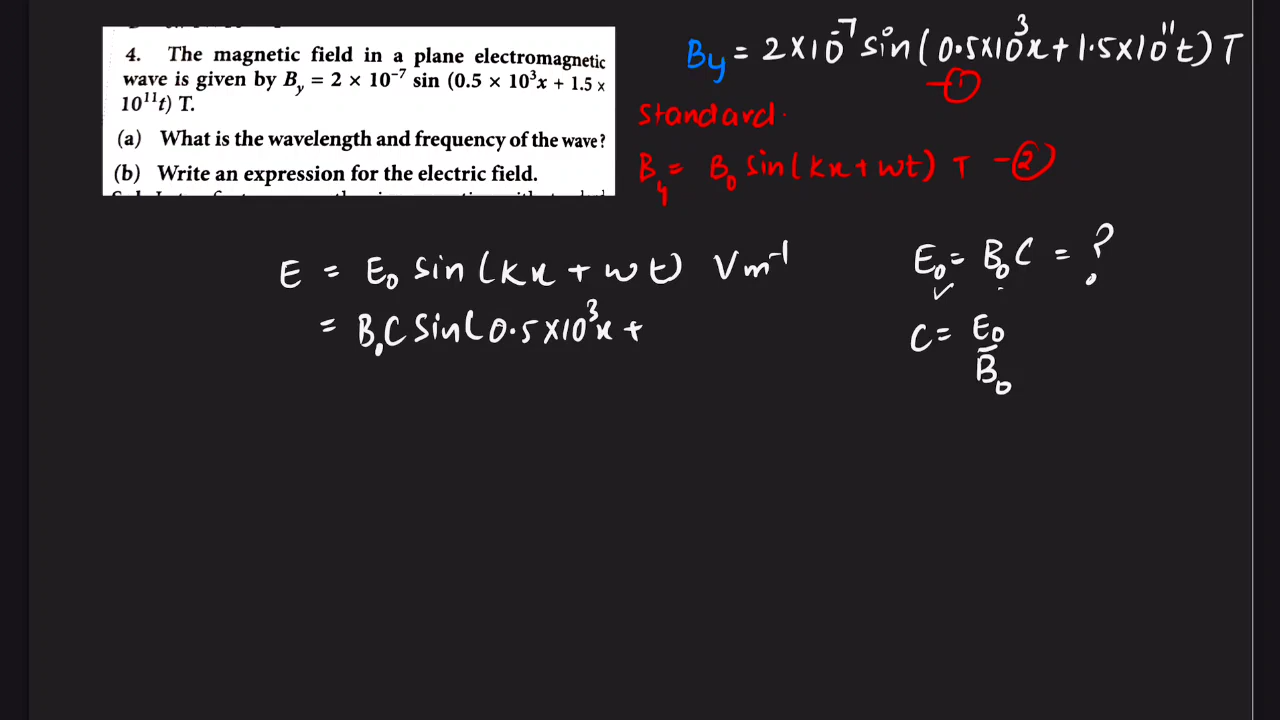 4. The magnetic field in a plane electromagnetic
wave is given by By = 2 × 10⁻⁷ sin (0.5 × 10³x + 1.5 ×
10¹¹t) T.
(a) What is the wavelength and frequency of the wave?
(b) Write an expression for the electric field.
By = 2×10⁻⁷ sin(0.5×10³x + 1.5×10¹¹t) T
-①
Standard.
By = B₀ sin(kx + wt) T -②
E = E₀ sin(kx + wt) Vm⁻¹
= B₀C Sin(0.5×10³x +
E₀ = B₀C = ?
C = E₀
B₀